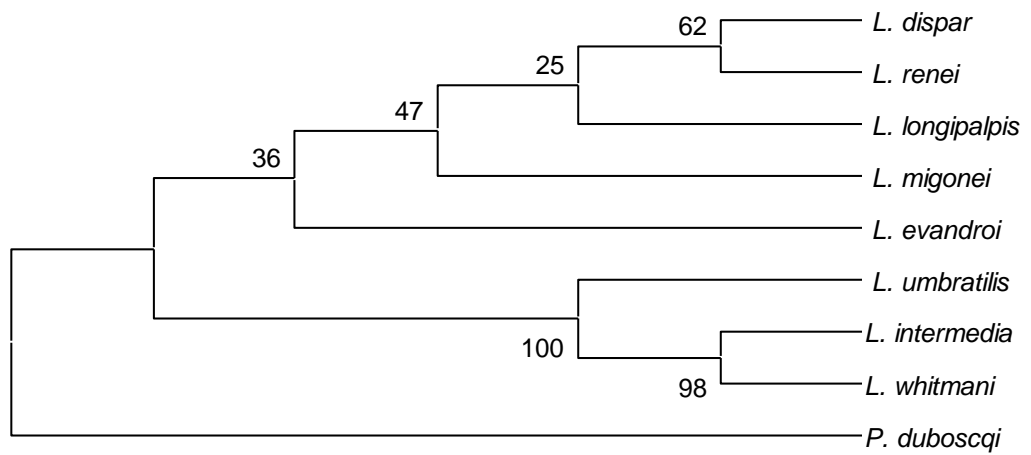 62
L. dispar
25
L. renei
47
L. longipalpis
36
L. migonei
L. evandroi
L. umbratilis
100
L. intermedia
98
L. whitmani
P. duboscqi